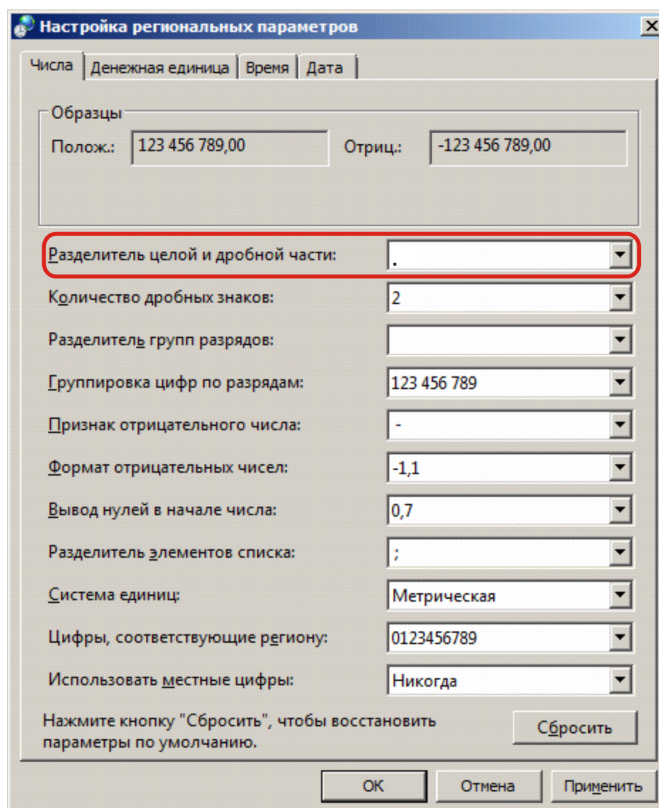 Настройка региональных параметров
Числа Денежная единица Время Дата
Образцы
Полож.: 123 456 789,00 Отриц.: -123 456 789,00
Разделитель целой и дробной части: .
Количество дробных знаков: 2
Разделитель групп разрядов:
Группировка цифр по разрядам: 123 456 789
Признак отрицательного числа: -
Формат отрицательных чисел: -1,1
Вывод нулей в начале числа: 0,7
Разделитель элементов списка: ;
Система единиц: Метрическая
Цифры, соответствующие региону: 0123456789
Использовать местные цифры: Никогда
Нажмите кнопку "Сбросить", чтобы восстановить
параметры по умолчанию.
Сбросить
ОК Отмена Применить